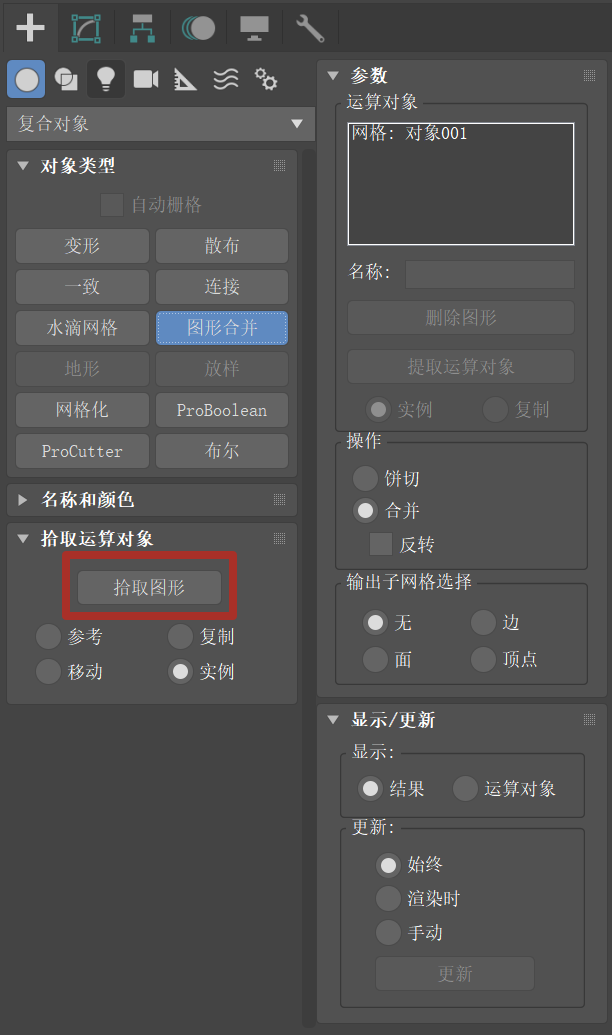 复合对象
对象类型
自动栅格
变形 散布
一致 连接
水滴网格 图形合并
地形 放样
网格化 ProBoolean
ProCutter 布尔
名称和颜色
拾取运算对象
拾取图形
参考 复制
移动 实例
参数
运算对象
网格: 对象001
名称:
删除图形
提取运算对象
实例 复制
操作
饼切
合并
反转
输出子网格选择
无 边
面 顶点
显示/更新
显示:
结果 运算对象
更新:
始终
渲染时
手动
更新